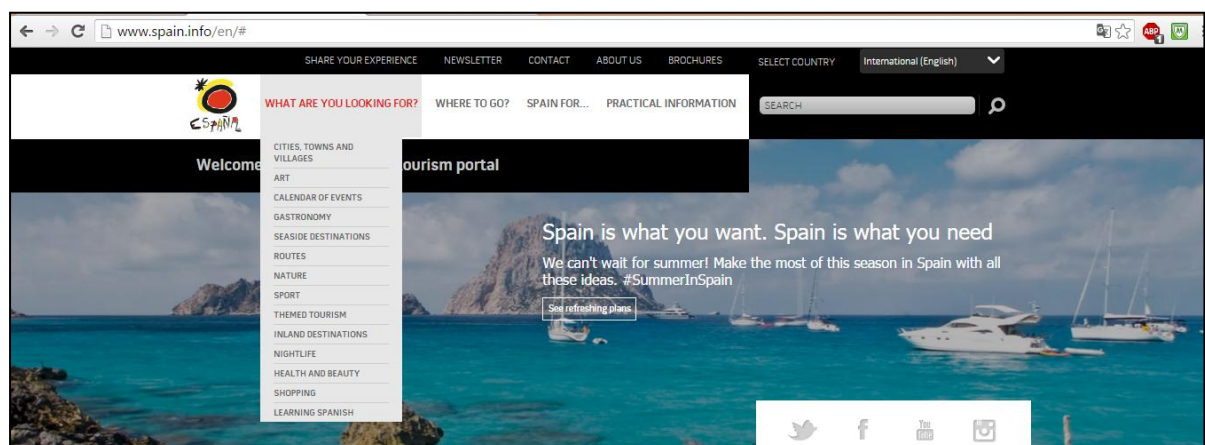 www.spain.info/en/#
SHARE YOUR EXPERIENCE NEWSLETTER CONTACT ABOUT US BROCHURES SELECT COUNTRY International (English)
ESPAÑA
WHAT ARE YOU LOOKING FOR? WHERE TO GO? SPAIN FOR... PRACTICAL INFORMATION SEARCH
CITIES, TOWNS AND
VILLAGES
Welcome ourism portal
ART
CALENDAR OF EVENTS
GASTRONOMY
SEASIDE DESTINATIONS
ROUTES
NATURE
SPORT
THEMED TOURISM
INLAND DESTINATIONS
NIGHTLIFE
HEALTH AND BEAUTY
SHOPPING
LEARNING SPANISH
Spain is what you want. Spain is what you need
We can't wait for summer! Make the most of this season in Spain with all
these ideas. #SummerInSpain
See refreshing plans
ABP
1
You
Tube